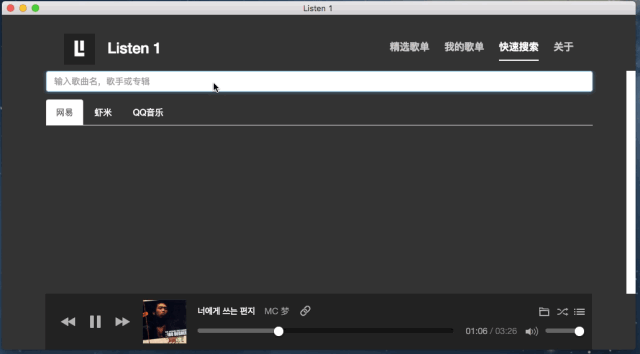 Listen 1
Listen 1
精选歌单 我的歌单 快速搜索 关于
输入歌曲名，歌手或专辑
网易 虾米 QQ音乐
너에게 쓰는 편지 MC 梦
01:06 / 03:26